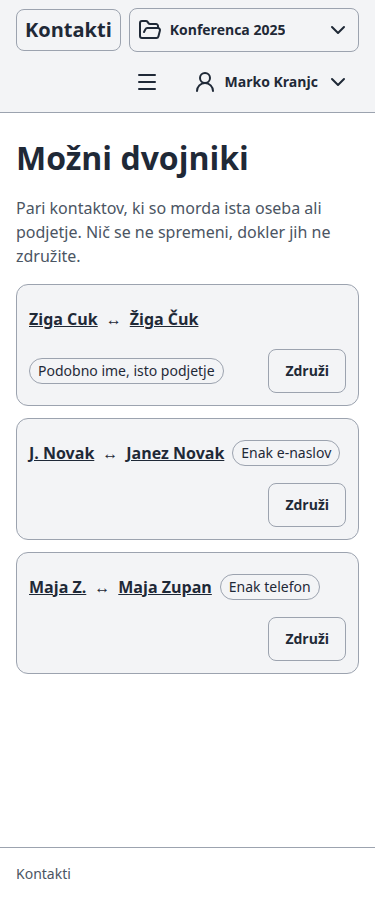 Kontakti
Konferenca 2025
Marko Kranjc
Možni dvojniki
Pari kontaktov, ki so morda ista oseba ali
podjetje. Nič se ne spremeni, dokler jih ne
združite.
Ziga Cuk ↔ Žiga Čuk
Podobno ime, isto podjetje
Združi
J. Novak ↔ Janez Novak Enak e-naslov
Združi
Maja Z. ↔ Maja Zupan Enak telefon
Združi
Kontakti